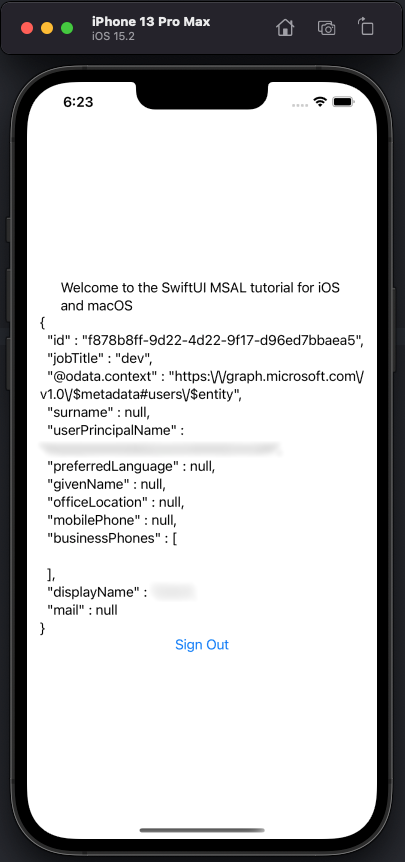 iPhone 13 Pro Max
iOS 15.2
6:23
Welcome to the SwiftUI MSAL tutorial for iOS
and macOS
{
"id" : "f878b8ff-9d22-4d22-9f17-d96ed7bbaea5",
"jobTitle" : "dev",
"@odata.context" : "https:\/\/graph.microsoft.com\/
v1.0\/$metadata#users\/$entity",
"surname" : null,
"userPrincipalName" :
"preferredLanguage" : null,
"givenName" : null,
"officeLocation" : null,
"mobilePhone" : null,
"businessPhones" : [
],
"displayName" :
"mail" : null
}
Sign Out